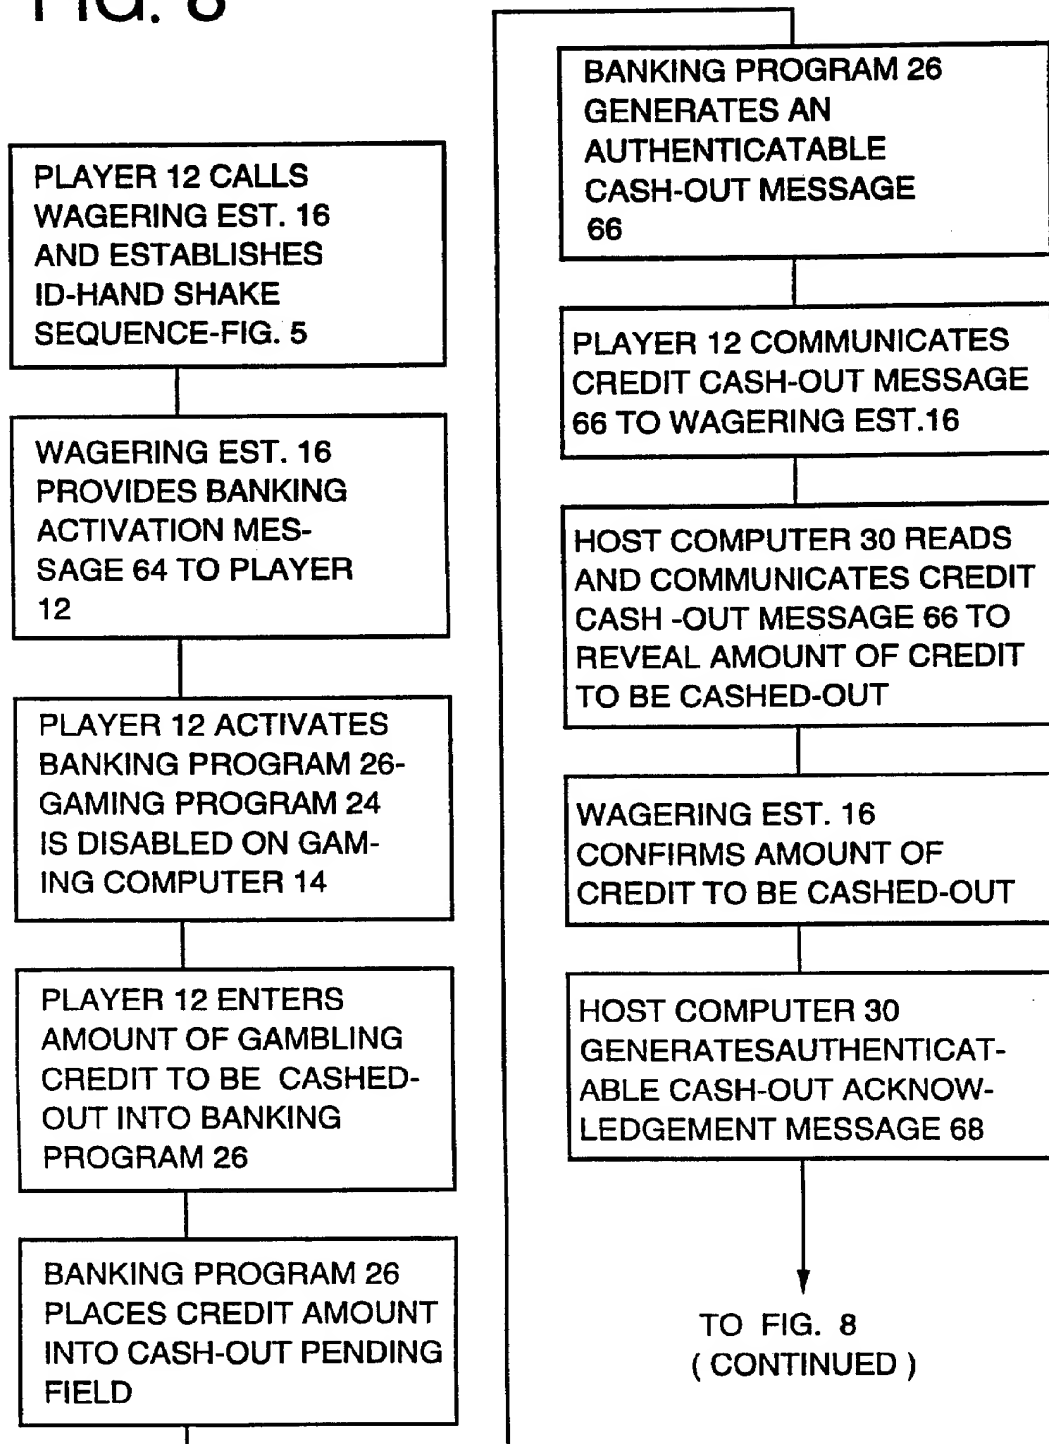 FIG. 8
PLAYER 12 CALLS
WAGERING EST. 16
AND ESTABLISHES
ID-HAND SHAKE
SEQUENCE-FIG. 5
WAGERING EST. 16
PROVIDES BANKING
ACTIVATION MES-
SAGE 64 TO PLAYER
12
PLAYER 12 ACTIVATES
BANKING PROGRAM 26-
GAMING PROGRAM 24
IS DISABLED ON GAM-
ING COMPUTER 14
PLAYER 12 ENTERS
AMOUNT OF GAMBLING
CREDIT TO BE CASHED-
OUT INTO BANKING
PROGRAM 26
BANKING PROGRAM 26
PLACES CREDIT AMOUNT
INTO CASH-OUT PENDING
FIELD
BANKING PROGRAM 26
GENERATES AN
AUTHENTICATABLE
CASH-OUT MESSAGE
66
PLAYER 12 COMMUNICATES
CREDIT CASH-OUT MESSAGE
66 TO WAGERING EST.16
HOST COMPUTER 30 READS
AND COMMUNICATES CREDIT
CASH -OUT MESSAGE 66 TO
REVEAL AMOUNT OF CREDIT
TO BE CASHED-OUT
WAGERING EST. 16
CONFIRMS AMOUNT OF
CREDIT TO BE CASHED-OUT
HOST COMPUTER 30
GENERATESAUTHENTICAT-
ABLE CASH-OUT ACKNOW-
LEDGEMENT MESSAGE 68
TO FIG. 8
( CONTINUED )